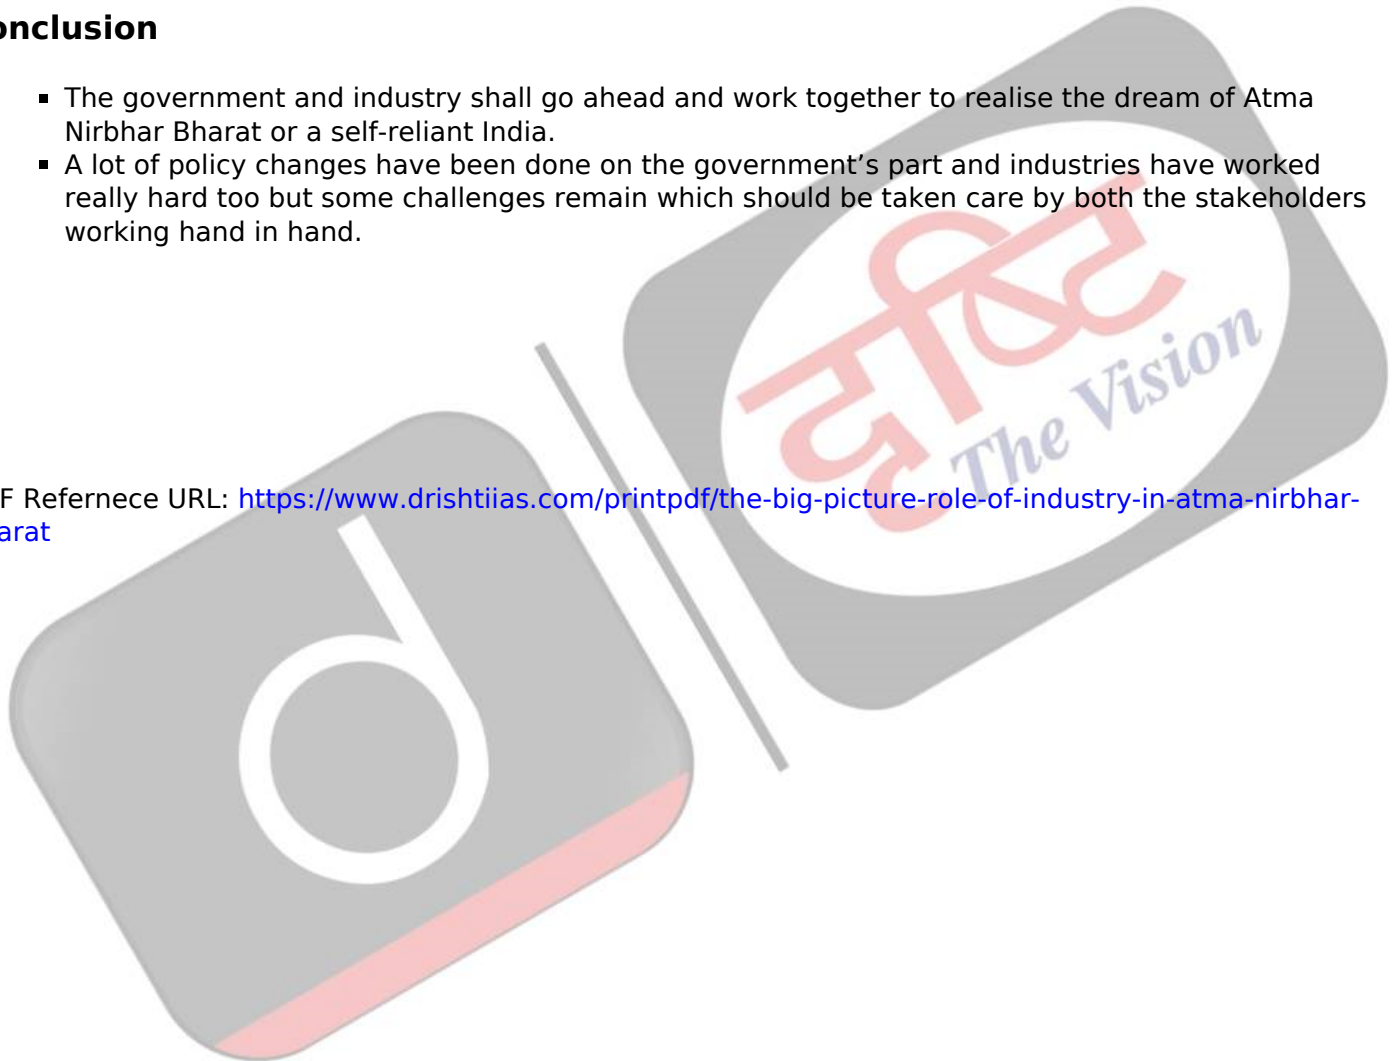 onclusion
▪ The government and industry shall go ahead and work together to realise the dream of Atma
Nirbhar Bharat or a self-reliant India.
▪ A lot of policy changes have been done on the government’s part and industries have worked
really hard too but some challenges remain which should be taken care by both the stakeholders
working hand in hand.
दृष्टि
The Vision
F Refernece URL: https://www.drishtiias.com/printpdf/the-big-picture-role-of-industry-in-atma-nirbhar-
arat
d